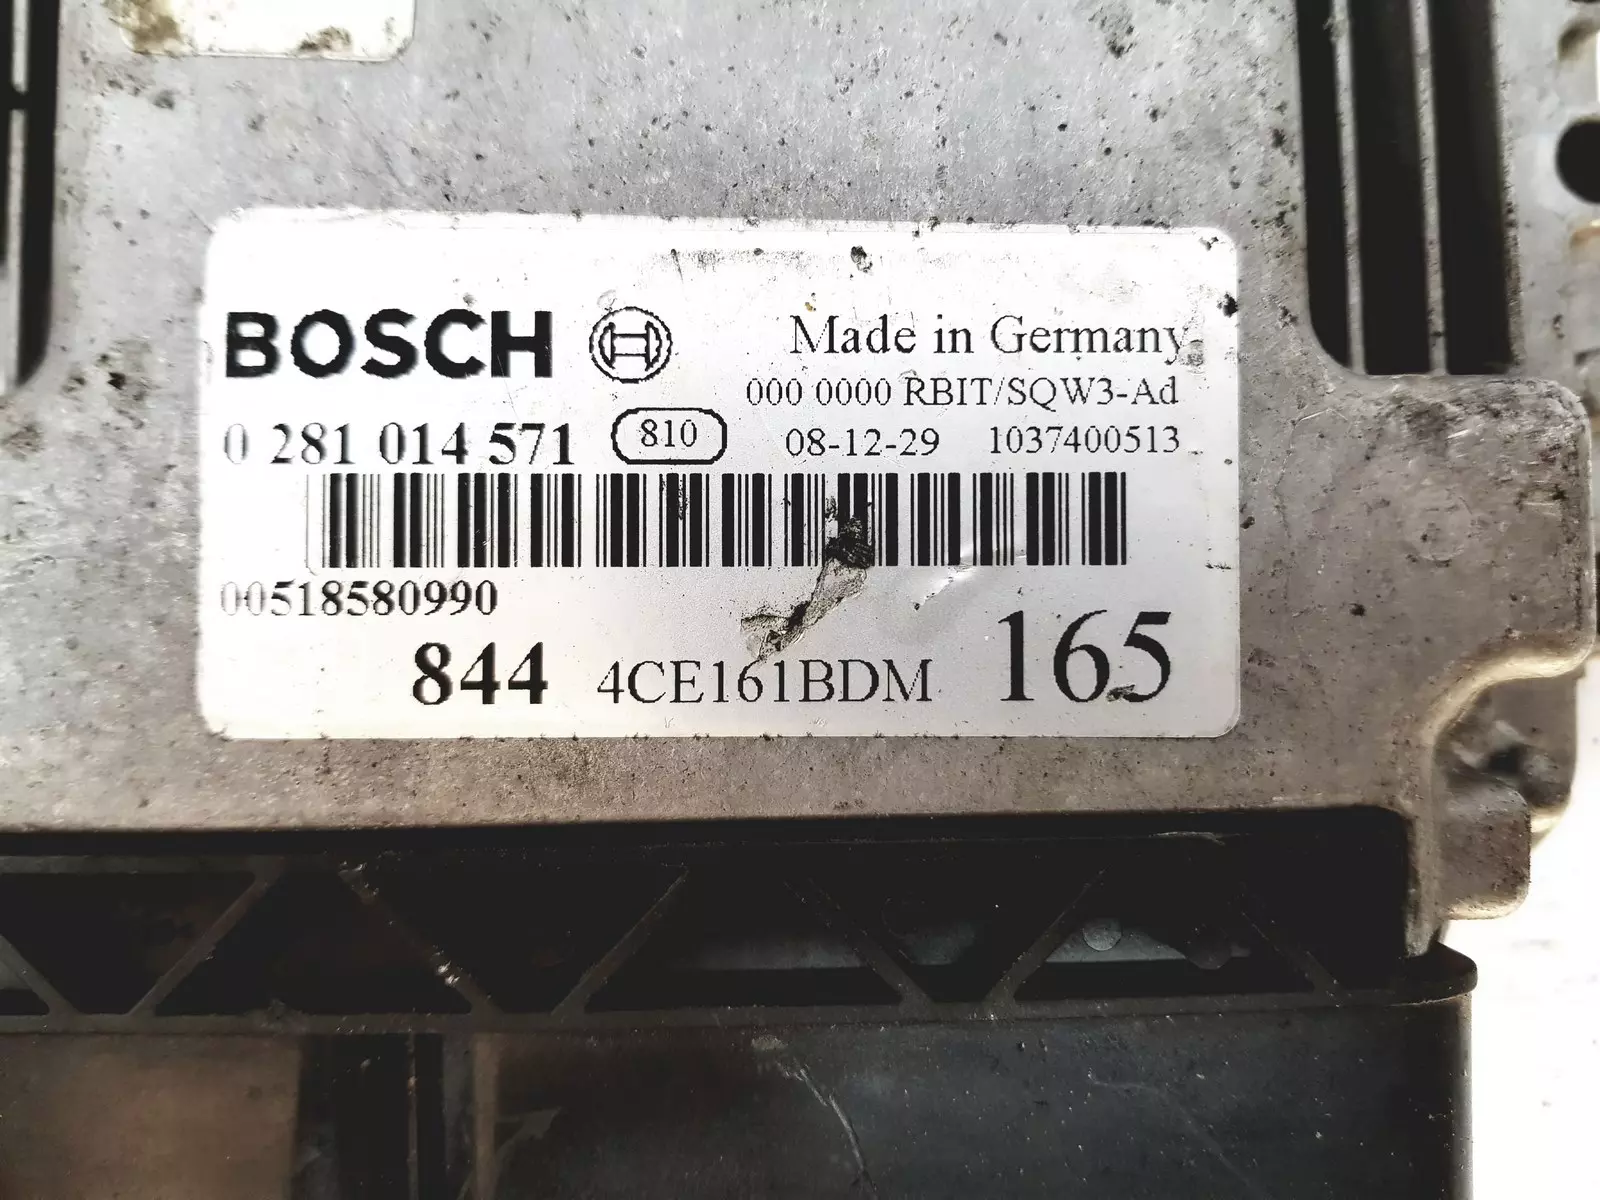 BOSCH Made in Germany
000 0000 RBIT/SQW3-Ad
0 281 014 571 810 08-12-29 1037400513
00518580990
844 4CE161BDM 165